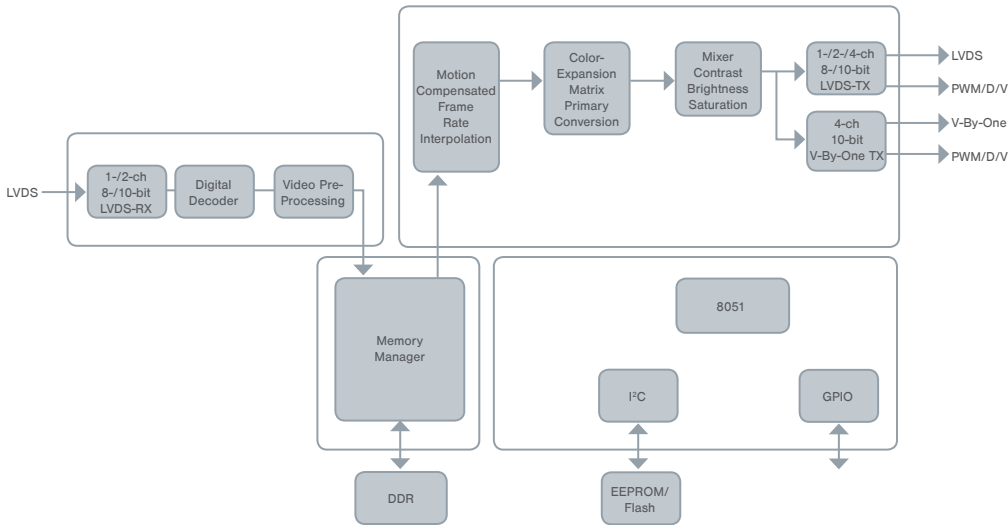 LVDS
1-/2-ch
8-/10-bit
LVDS-RX
Digital
Decoder
Video Pre-
Processing
Motion
Compensated
Frame
Rate
Interpolation
Color-
Expansion
Matrix
Primary
Conversion
Mixer
Contrast
Brightness
Saturation
1-/2-/4-ch
8-/10-bit
LVDS-TX
4-ch
10-bit
V-By-One TX
LVDS
PWM/D/V
V-By-One
PWM/D/V
Memory
Manager
DDR
8051
I²C
GPIO
EEPROM/
Flash